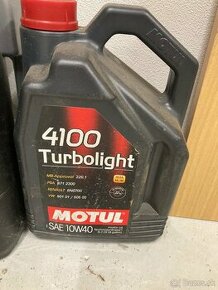 MOTUL
4100
Turbolight
MB-Approval 229.1
PSA B71 2300
RENAULT RN0700
VW 501 01 / 505 00
MOTUL
SAE 10W40